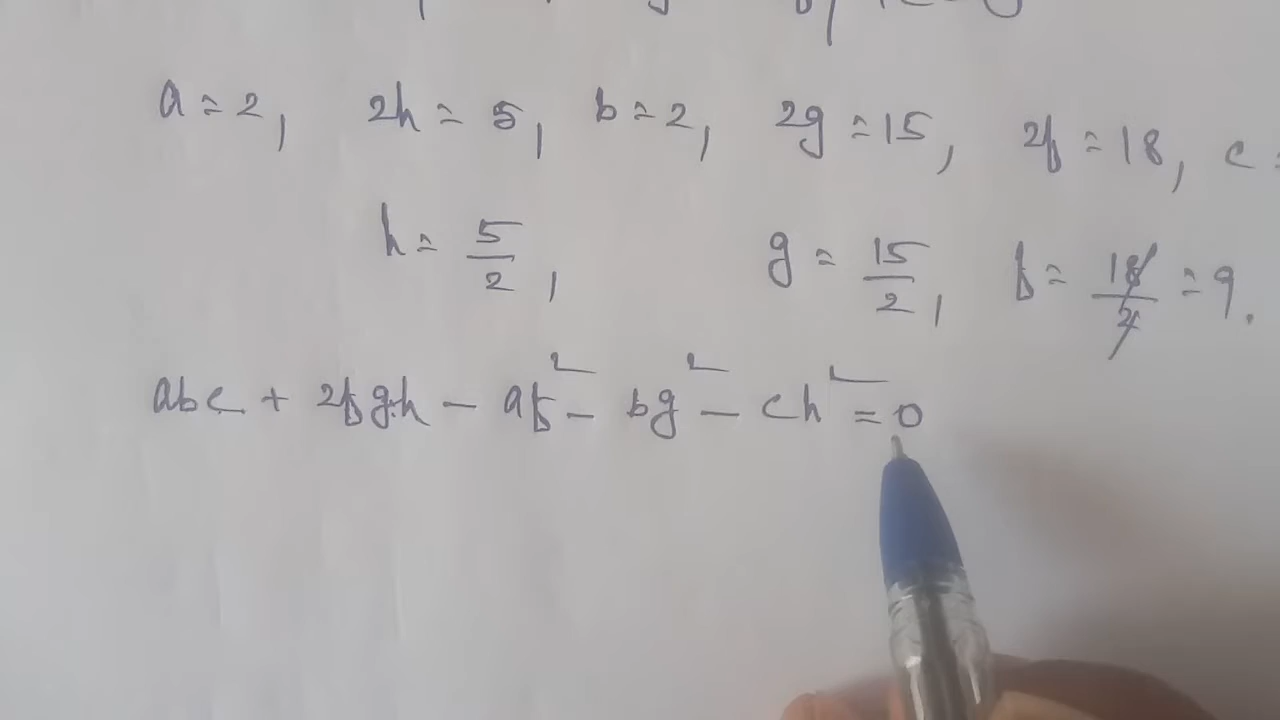 a = 2, 2h = 5, b = 2, 2g = 15, 2f = 18, c =
h = 5/2, g = 15/2, f = 18/2 = 9.
abc + 2fgh - af² - bg² - ch² = 0